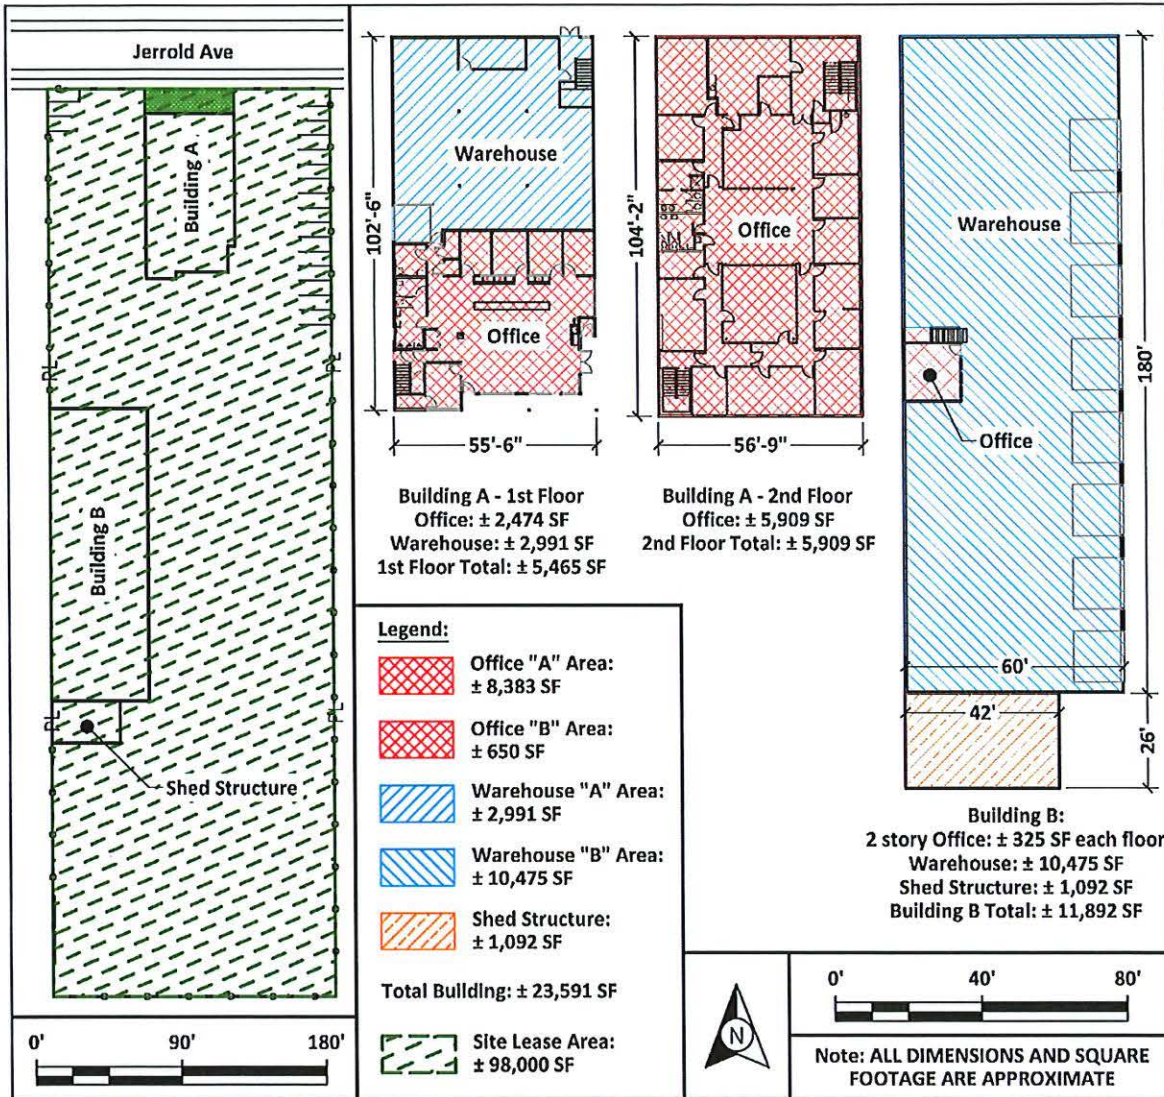 Jerrold Ave
Building A
PL
PL
Building B
PL
PL
Shed Structure
0' 90' 180'
102'-6"
Warehouse
Office
55'-6"
Building A - 1st Floor
Office: ± 2,474 SF
Warehouse: ± 2,991 SF
1st Floor Total: ± 5,465 SF
104'-2"
Office
56'-9"
Building A - 2nd Floor
Office: ± 5,909 SF
2nd Floor Total: ± 5,909 SF
Warehouse
180'
Office
60'
42'
26'
Building B:
2 story Office: ± 325 SF each floor
Warehouse: ± 10,475 SF
Shed Structure: ± 1,092 SF
Building B Total: ± 11,892 SF
Legend:
Office "A" Area:
± 8,383 SF
Office "B" Area:
± 650 SF
Warehouse "A" Area:
± 2,991 SF
Warehouse "B" Area:
± 10,475 SF
Shed Structure:
± 1,092 SF
Total Building: ± 23,591 SF
Site Lease Area:
± 98,000 SF
N
0' 40' 80'
Note: ALL DIMENSIONS AND SQUARE
FOOTAGE ARE APPROXIMATE